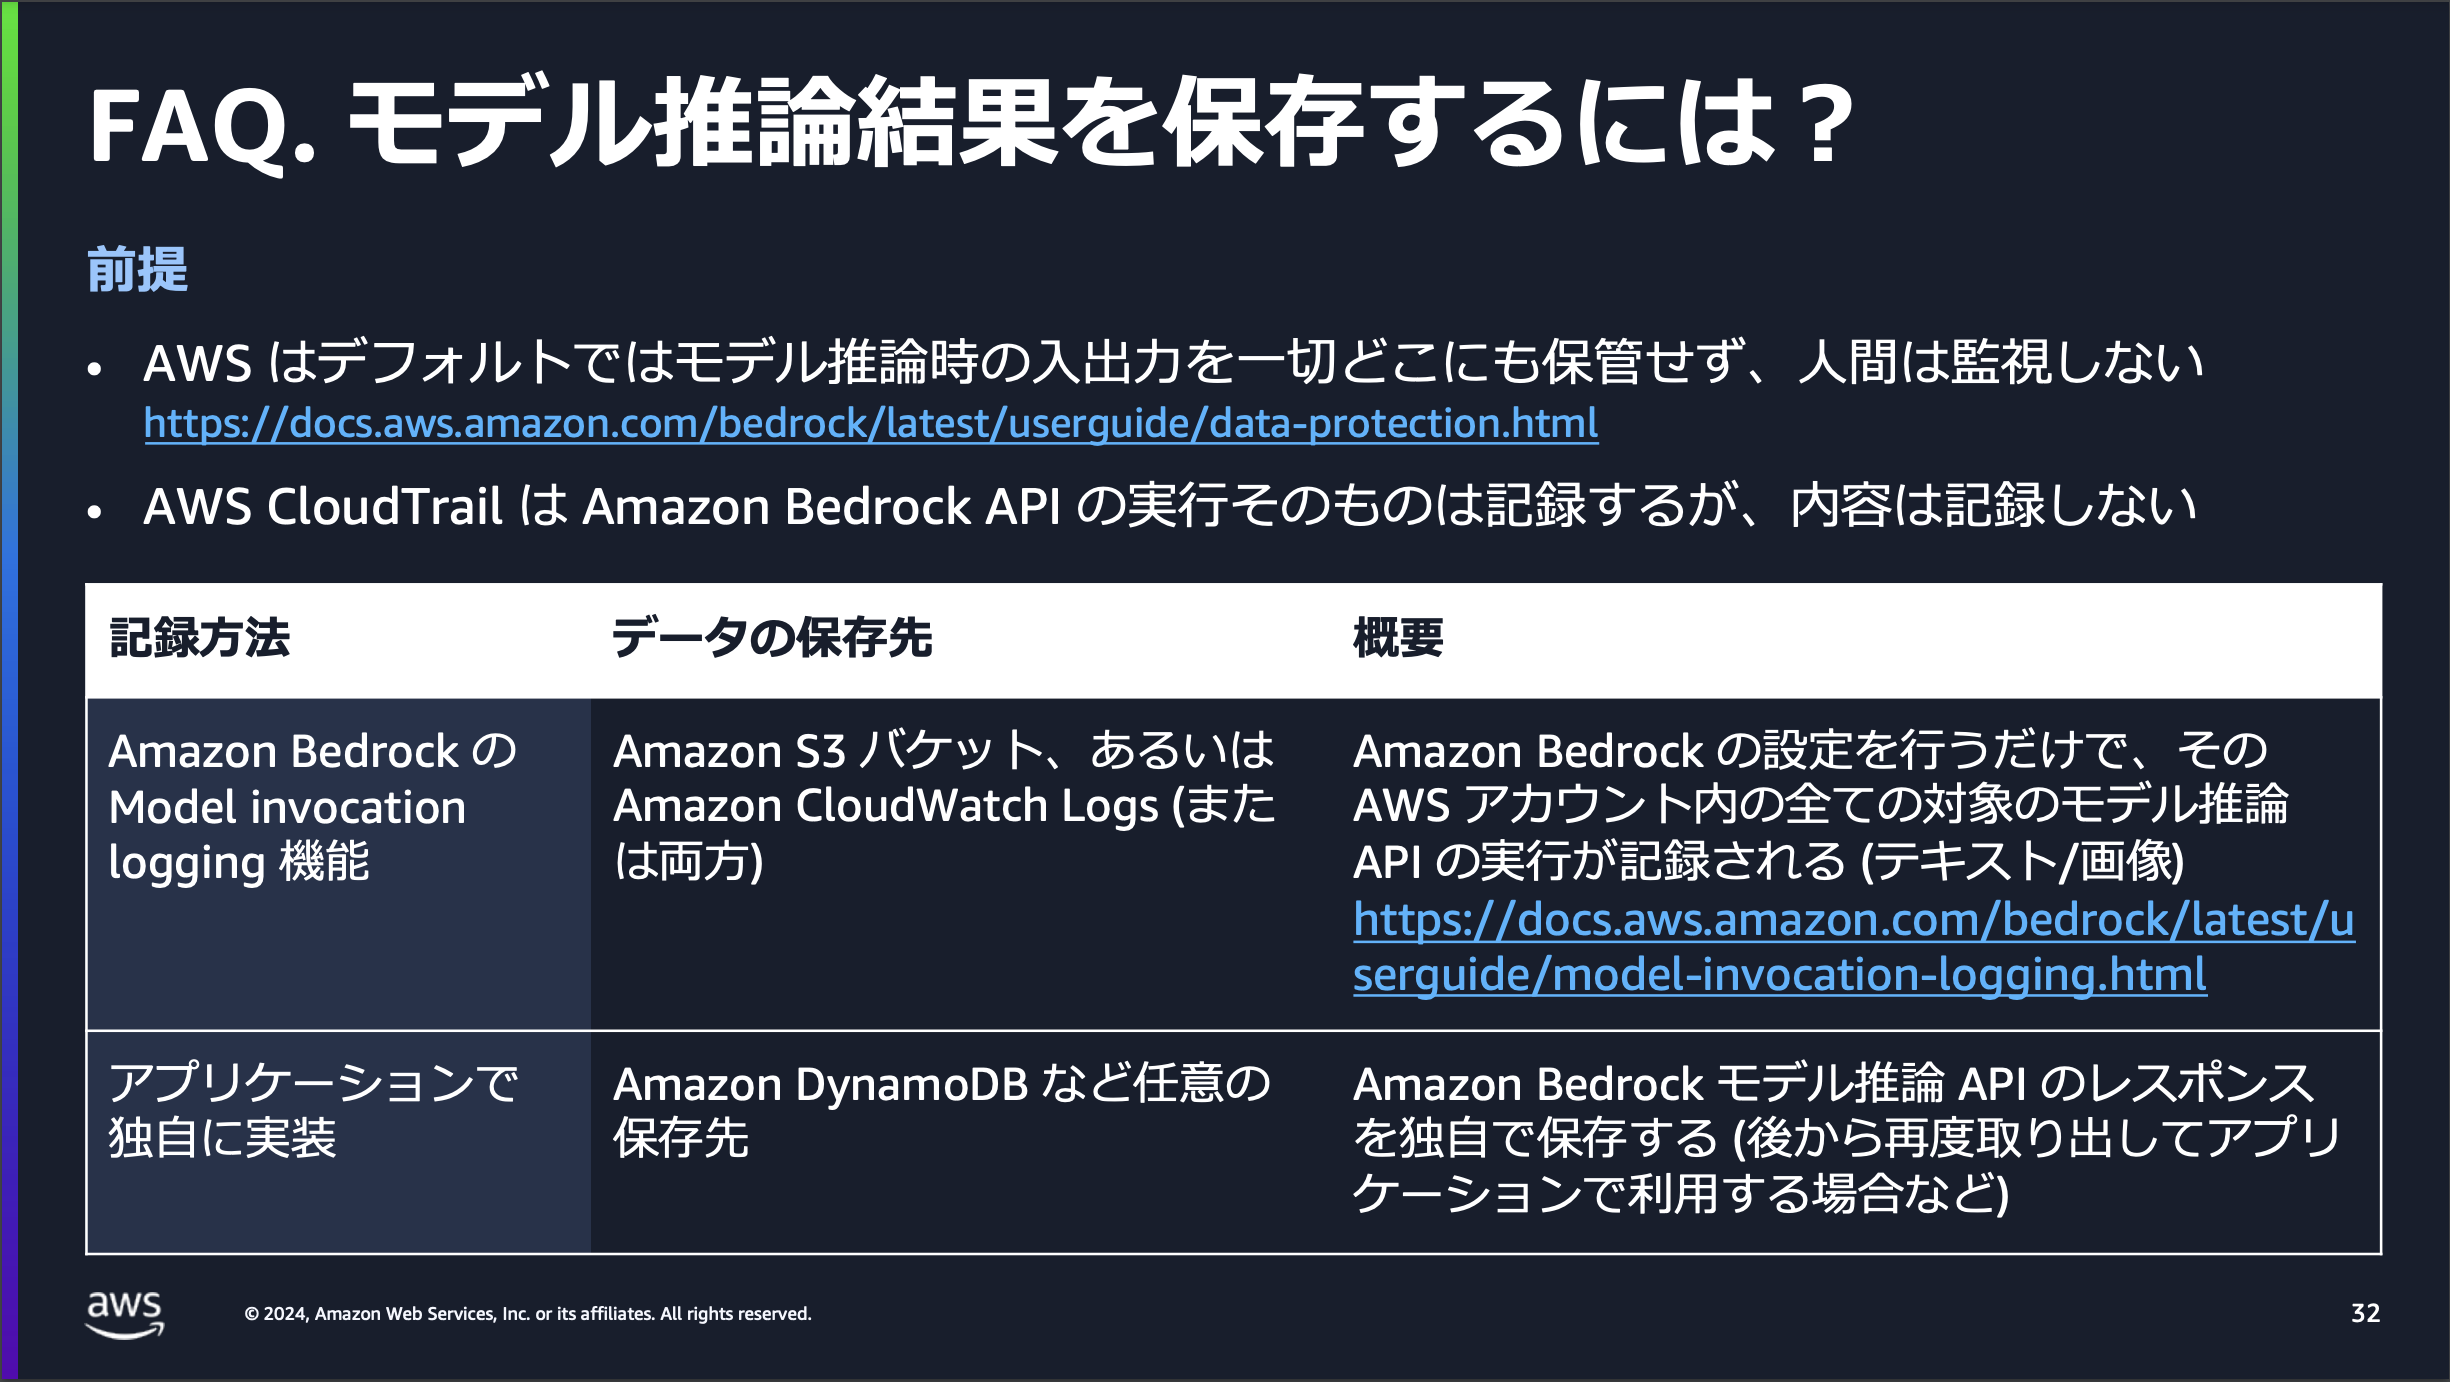 FAQ. モデル推論結果を保存するには？
前提
• AWS はデフォルトではモデル推論時の入出力を一切どこにも保管せず、人間は監視しない
https://docs.aws.amazon.com/bedrock/latest/userguide/data-protection.html
• AWS CloudTrail は Amazon Bedrock API の実行そのものは記録するが、内容は記録しない
記録方法
データの保存先
概要
Amazon Bedrock の
Model invocation
logging 機能
Amazon S3 バケット、あるいは
Amazon CloudWatch Logs (また
は両方)
Amazon Bedrock の設定を行うだけで、その
AWS アカウント内の全ての対象のモデル推論
API の実行が記録される (テキスト/画像)
https://docs.aws.amazon.com/bedrock/latest/u
serguide/model-invocation-logging.html
アプリケーションで
独自に実装
Amazon DynamoDB など任意の
保存先
Amazon Bedrock モデル推論 API のレスポンス
を独自で保存する (後から再度取り出してアプリ
ケーションで利用する場合など)
aws
© 2024, Amazon Web Services, Inc. or its affiliates. All rights reserved.
32